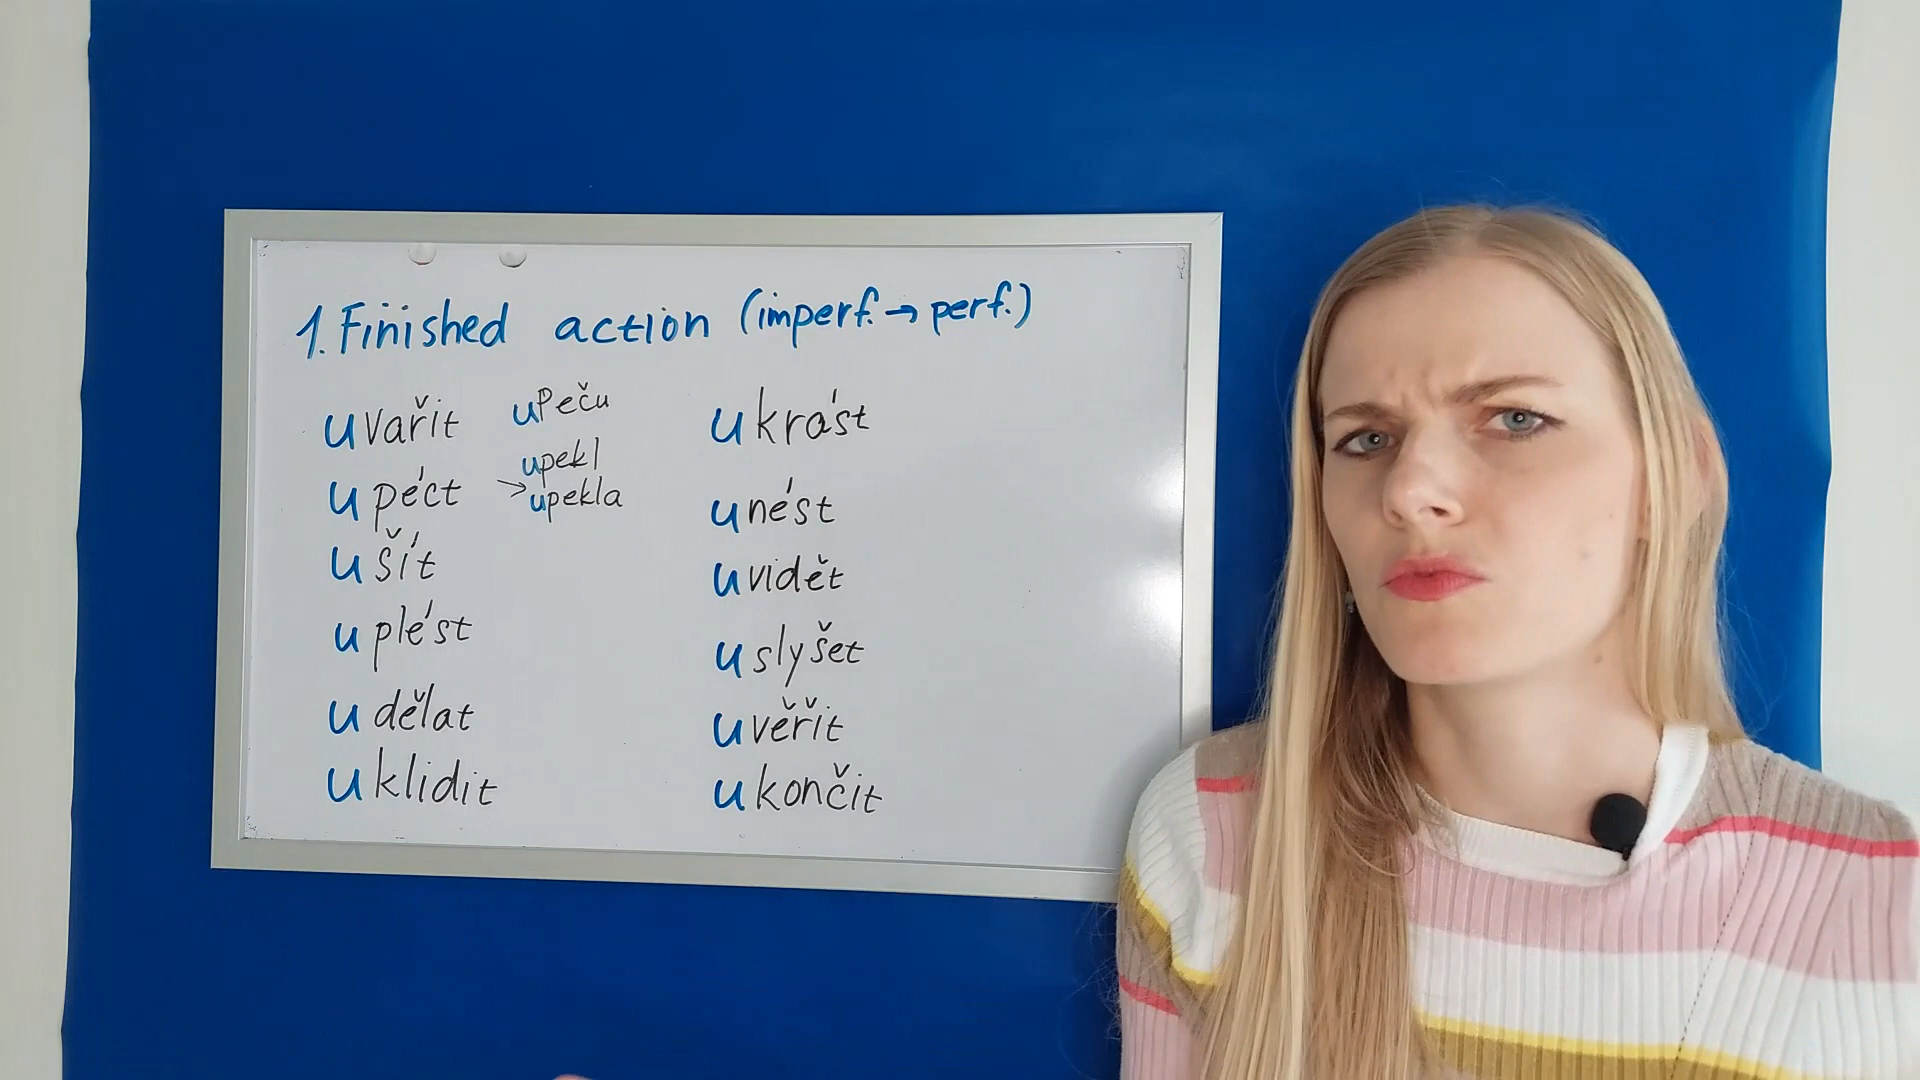 1. Finished action (imperf. → perf.)
uvařit
upéct
ušít
uplést
udělat
uklidit
upeču
upekl
→ upekla
ukrást
unést
uvidět
uslyšet
uvěřit
ukončit